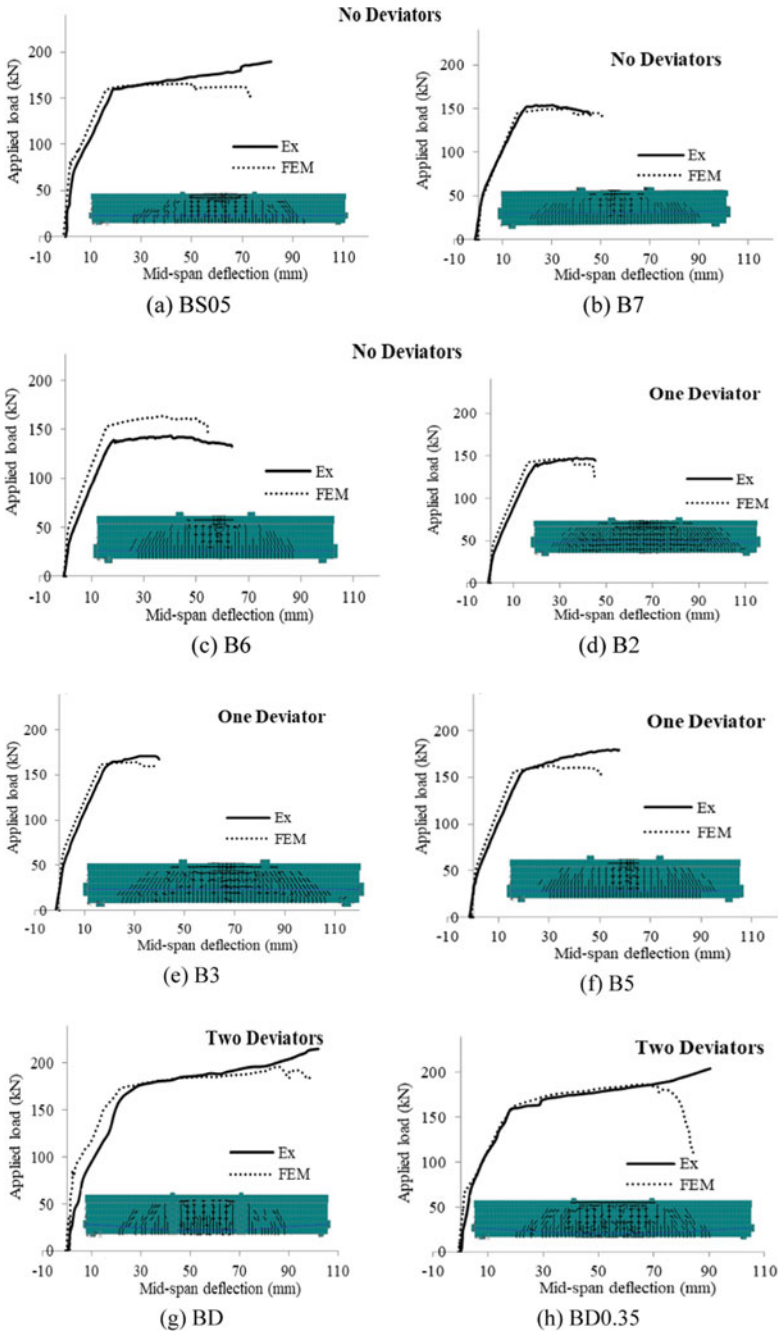 No Deviators
Applied load (kN)
200
150
100
50
0
Ex
FEM
-10 10 30 50 70 90 110
Mid-span deflection (mm)
(a) BS05
No Deviators
Applied load (kN)
200
150
100
50
0
Ex
FEM
-10 10 30 50 70 90 110
Mid-span deflection (mm)
(b) B7
No Deviators
Applied load (kN)
200
150
100
50
0
Ex
FEM
-10 10 30 50 70 90 110
Mid-span deflection (mm)
(c) B6
One Deviator
Applied load (kN)
200
150
100
50
0
Ex
FEM
-10 10 30 50 70 90 110
Mid-span deflection (mm)
(d) B2
One Deviator
Applied load (kN)
200
150
100
50
0
Ex
FEM
-10 10 30 50 70 90 110
Mid-span deflection (mm)
(e) B3
One Deviator
Applied load (kN)
200
150
100
50
0
Ex
FEM
-10 10 30 50 70 90 110
Mid-span deflection (mm)
(f) B5
Two Deviators
Applied load (kN)
200
150
100
50
0
Ex
FEM
-10 10 30 50 70 90 110
Mid-span deflection (mm)
(g) BD
Two Deviators
Applied load (kN)
200
150
100
50
0
Ex
FEM
-10 10 30 50 70 90 110
Mid-span deflection (mm)
(h) BD0.35